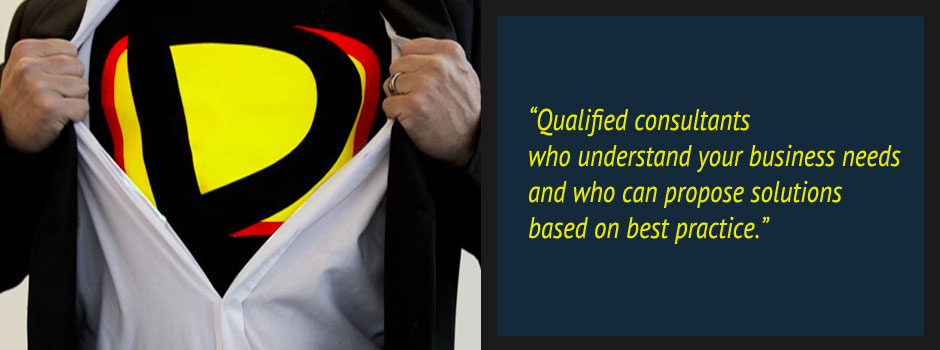 D
“Qualified consultants
who understand your business needs
and who can propose solutions
based on best practice.”